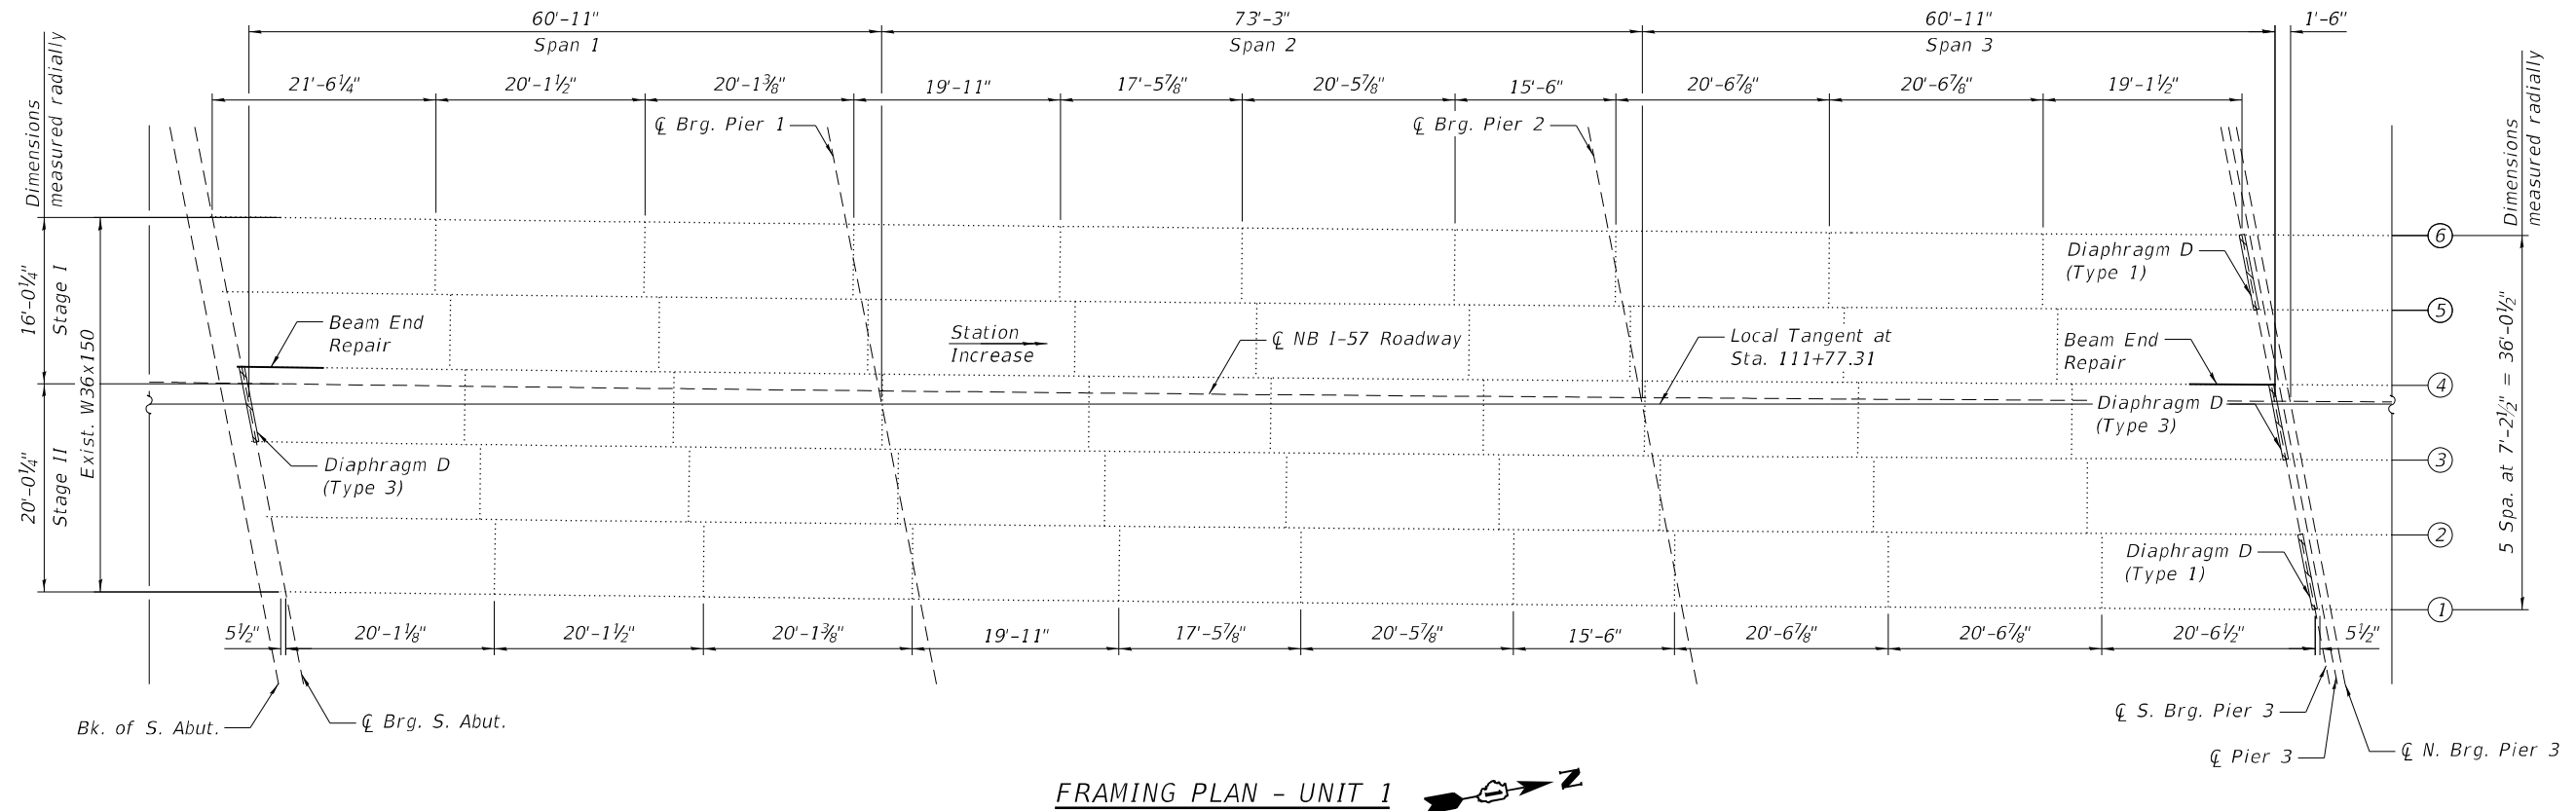 60'-11"
73'-3"
60'-11"
1'-6"
Span 1
Span 2
Span 3
21'-6¼"
20'-1½"
20'-1⅜"
19'-11"
17'-5⅞"
20'-5⅞"
15'-6"
20'-6⅞"
20'-6⅞"
19'-1½"
Dimensions
measured radially
Dimensions
measured radially
℄ Brg. Pier 1
℄ Brg. Pier 2
16'-0¼"
Stage I
20'-0¼"
Stage II
Exist. W36x150
Beam End
Repair
Station
Increase
℄ NB I-57 Roadway
Local Tangent at
Sta. 111+77.31
Diaphragm D
(Type 1)
Beam End
Repair
Diaphragm D
(Type 3)
Diaphragm D
(Type 3)
Diaphragm D
(Type 1)
6
5
4
3
2
1
5 Spa. at 7'-2½" = 36'-0½"
5½"
20'-1⅛"
20'-1½"
20'-1⅜"
19'-11"
17'-5⅞"
20'-5⅞"
15'-6"
20'-6⅞"
20'-6⅞"
20'-6½"
5½"
Bk. of S. Abut.
℄ Brg. S. Abut.
℄ S. Brg. Pier 3
℄ Pier 3
℄ N. Brg. Pier 3
FRAMING PLAN - UNIT 1
N